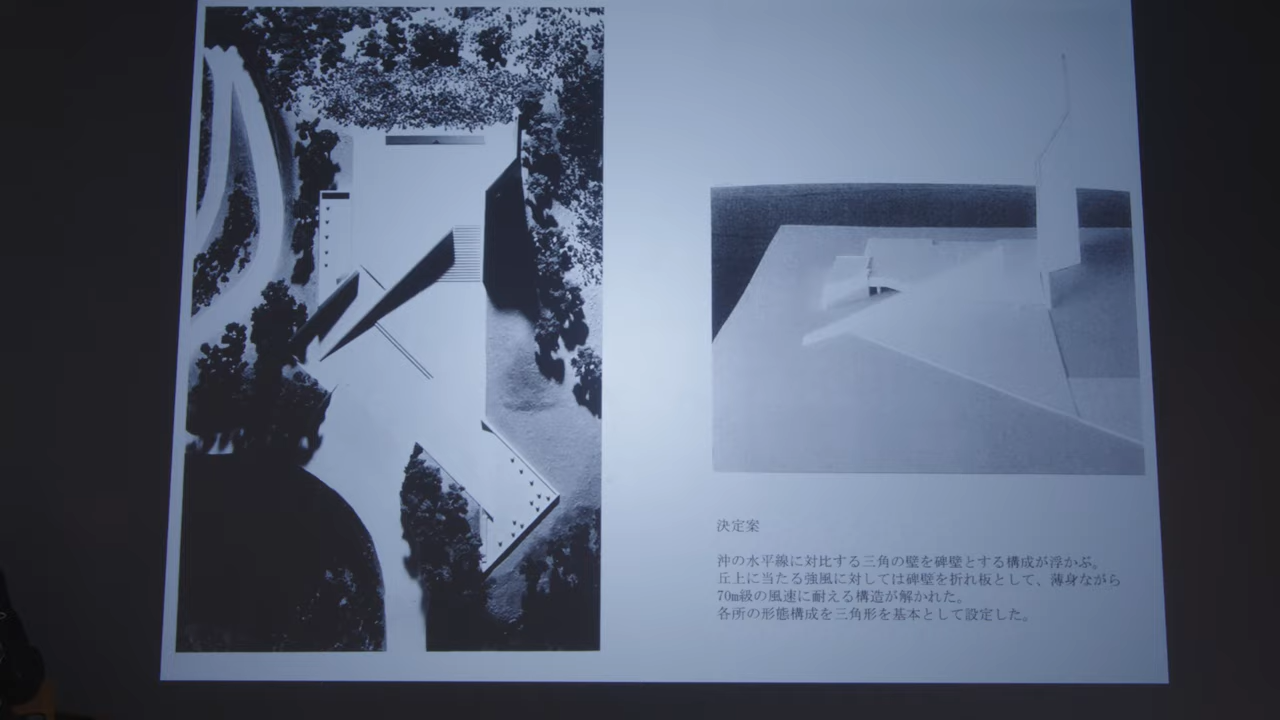 決定案
沖の水平線に対比する三角の壁を碑壁とする構成が浮かぶ。
丘上に当たる強風に対しては碑壁を折れ板として、薄身ながら
70m級の風速に耐える構造が解かれた。
各所の形態構成を三角形を基本として設定した。